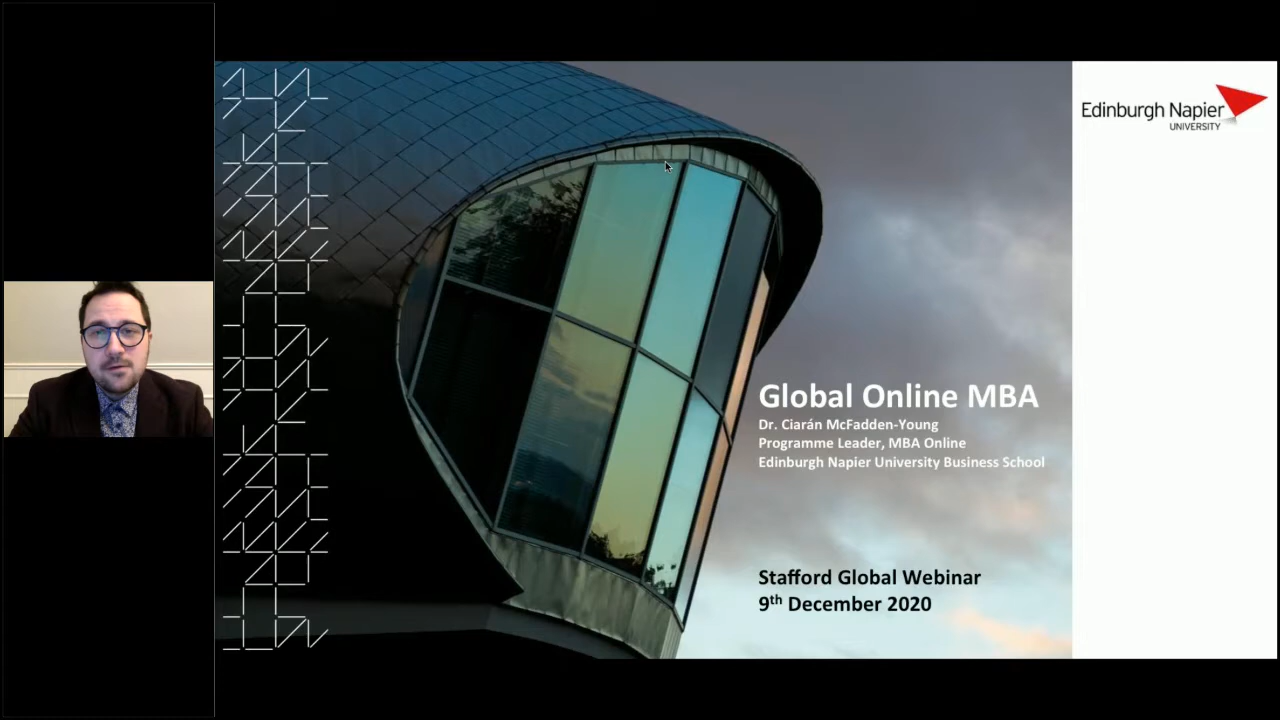 Edinburgh Napier
UNIVERSITY
Global Online MBA
Dr. Ciarán McFadden-Young
Programme Leader, MBA Online
Edinburgh Napier University Business School
Stafford Global Webinar
9th December 2020